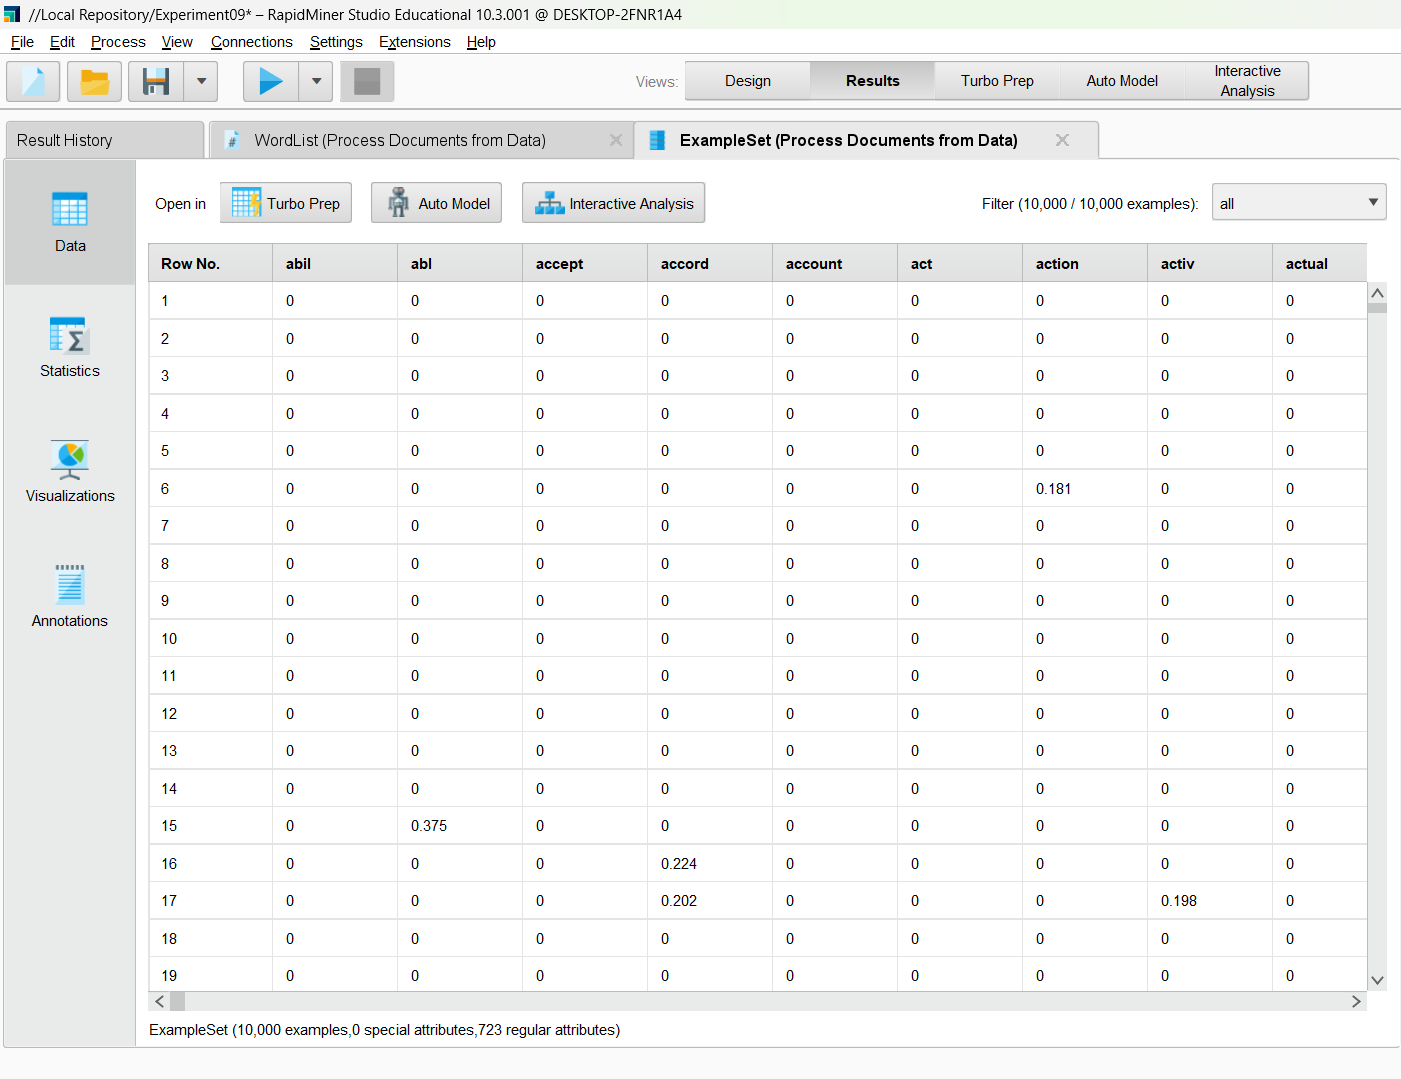 //Local Repository/Experiment09* – RapidMiner Studio Educational 10.3.001 @ DESKTOP-2FNR1A4
File Edit Process View Connections Settings Extensions Help
Views: Design Results Turbo Prep Auto Model Interactive Analysis
Result History # WordList (Process Documents from Data) ExampleSet (Process Documents from Data)
Data
Statistics
Visualizations
Annotations
Open in Turbo Prep Auto Model Interactive Analysis Filter (10,000 / 10,000 examples): all
Row No. abil abl accept accord account act action activ actual
1 0 0 0 0 0 0 0 0 0
2 0 0 0 0 0 0 0 0 0
3 0 0 0 0 0 0 0 0 0
4 0 0 0 0 0 0 0 0 0
5 0 0 0 0 0 0 0 0 0
6 0 0 0 0 0 0 0.181 0 0
7 0 0 0 0 0 0 0 0 0
8 0 0 0 0 0 0 0 0 0
9 0 0 0 0 0 0 0 0 0
10 0 0 0 0 0 0 0 0 0
11 0 0 0 0 0 0 0 0 0
12 0 0 0 0 0 0 0 0 0
13 0 0 0 0 0 0 0 0 0
14 0 0 0 0 0 0 0 0 0
15 0 0.375 0 0 0 0 0 0 0
16 0 0 0 0.224 0 0 0 0 0
17 0 0 0 0.202 0 0 0 0.198 0
18 0 0 0 0 0 0 0 0 0
19 0 0 0 0 0 0 0 0 0
ExampleSet (10,000 examples,0 special attributes,723 regular attributes)